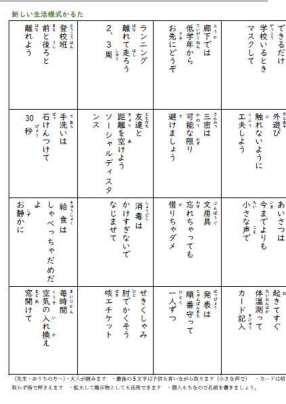 新しい生活様式かるた
できるだけ
学校いるとき
マスクして
廊下では
低学年から
お先にどうぞ
ランニング
離れて走ろう
2、3周
登校班
前と後ろと
離れよう
外遊び
触れないように
工夫しよう
三密は
可能な限り
避けましょう
友達と
距離を空けよう
ソーシャルディスタ
ンス
手洗いは
石けんつけて
30秒
あいさつは
今までよりも
小さな声で
文房具
忘れちゃっても
借りちゃダメ
消毒は
かけすぎないで
なじませて
給食は
しゃべっちゃだめだ
よ
お静かに
起きてすぐ
体温測って
カード記入
発表は
順番守って
一人ずつ
せきくしゃみ
肘でかくそう
咳エチケット
毎時間
空気の入れ換え
窓開けて